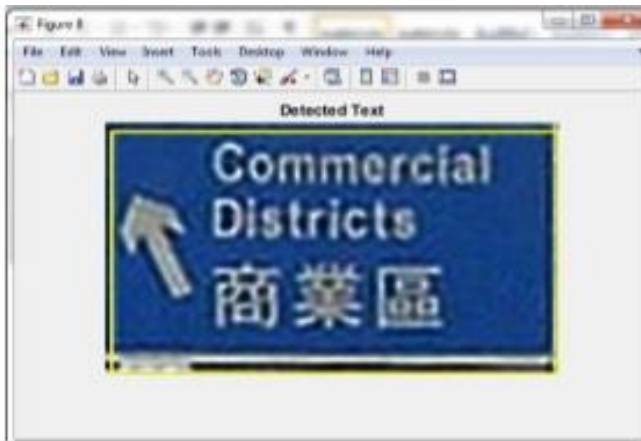 Figure 8
File Edit View Insert Tools Desktop Window Help
Detected Text
Commercial
Districts
商業區